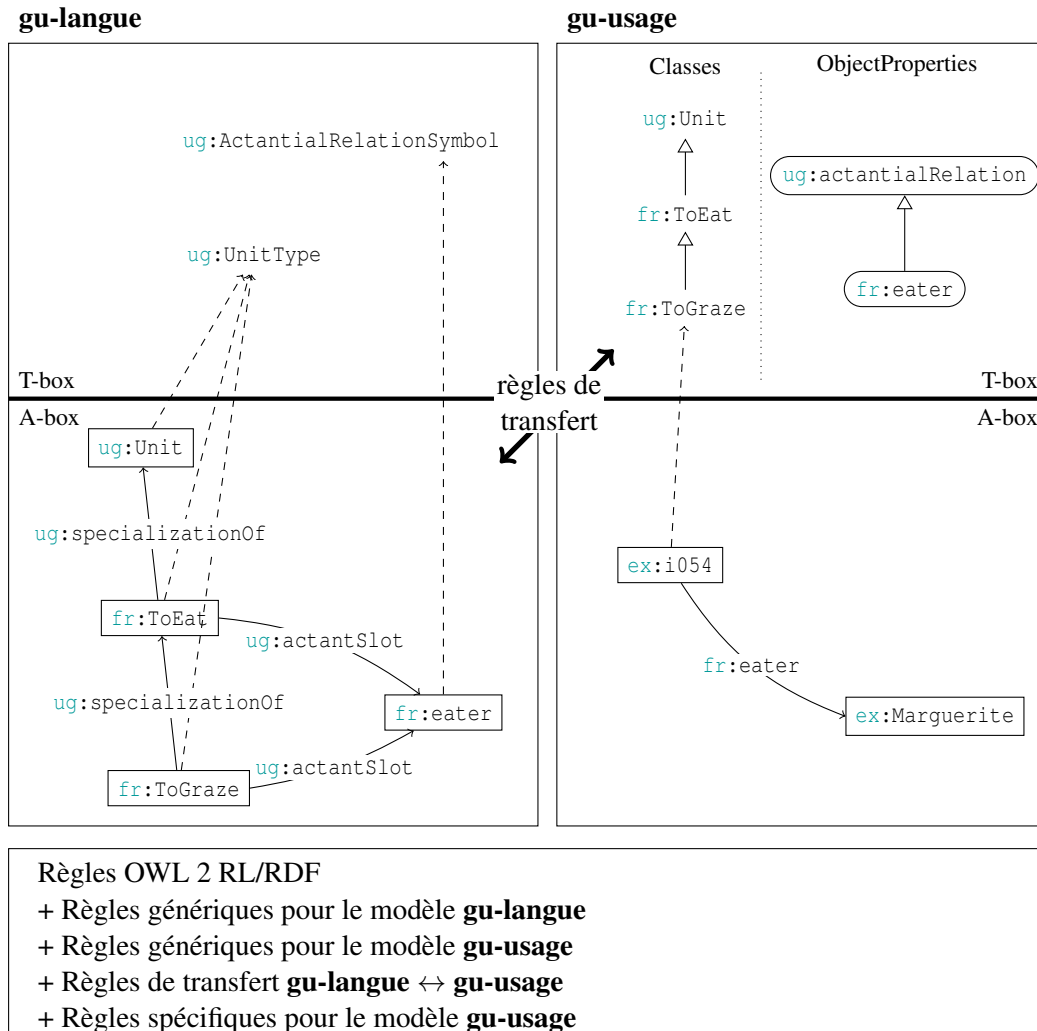 gu-langue
gu-usage
ug:ActantialRelationSymbol
ug:UnitType
T-box
A-box
ug:Unit
ug:specializationOf
fr:ToEat
ug:actantSlot
ug:specializationOf
fr:eater
ug:actantSlot
fr:ToGraze
règles de
transfert
Classes
ObjectProperties
ug:Unit
ug:actantialRelation
fr:ToEat
fr:eater
fr:ToGraze
T-box
A-box
ex:i054
fr:eater
ex:Marguerite
Règles OWL 2 RL/RDF
+ Règles génériques pour le modèle gu-langue
+ Règles génériques pour le modèle gu-usage
+ Règles de transfert gu-langue ↔ gu-usage
+ Règles spécifiques pour le modèle gu-usage